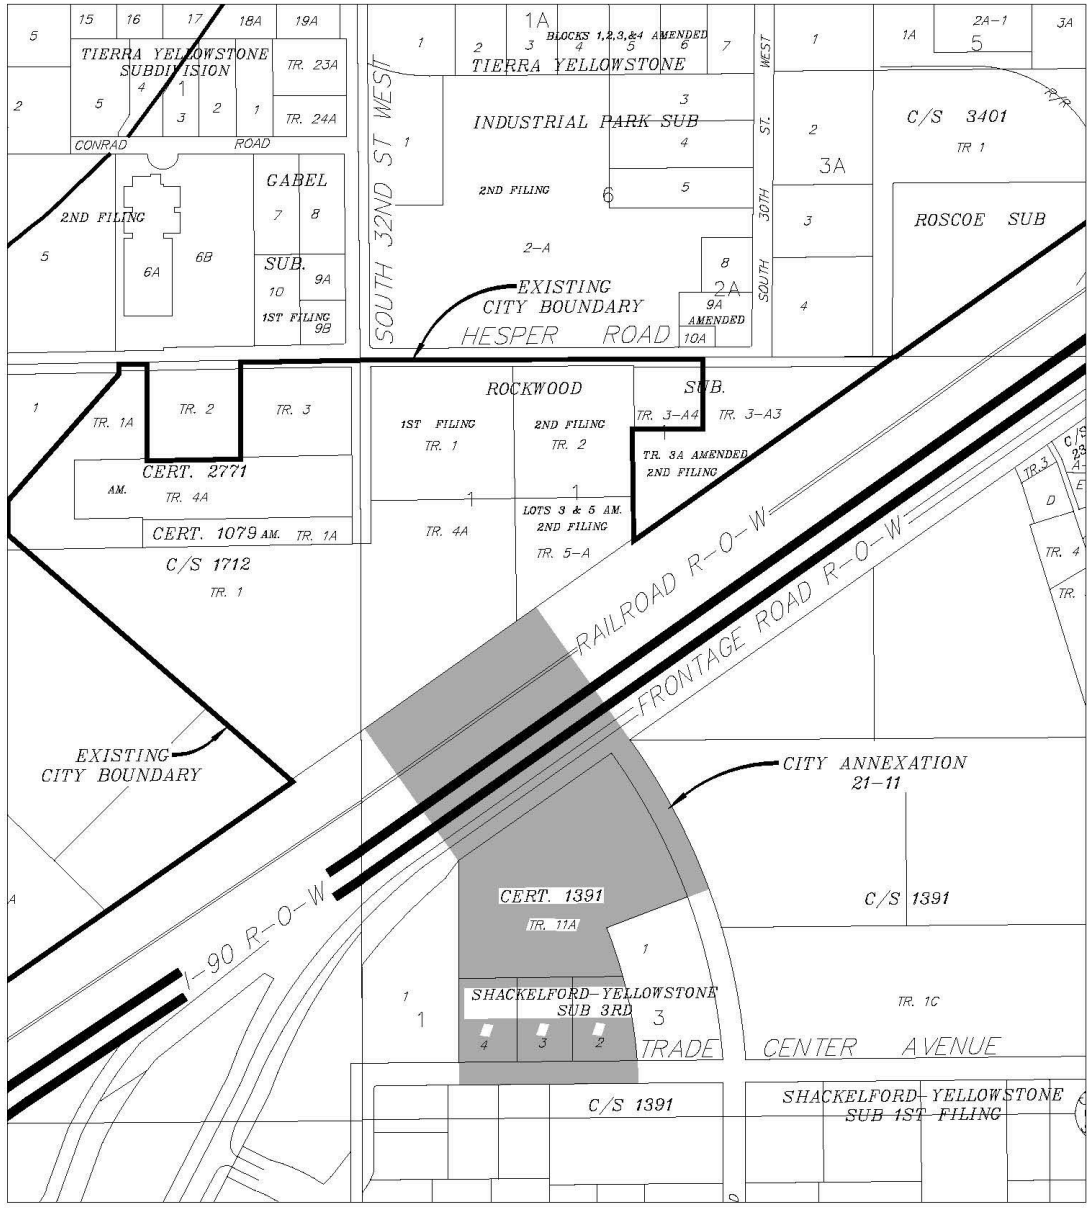 5
15
16
17
18A
19A
1A
BLOCKS 1,2,3,&4 AMENDED
1
2
3
4
5
6
7
WEST
1
1A
2A-1
5
3A
TIERRA YELLOWSTONE
SUBDIVISION
TR. 23A
TIERRA YELLOWSTONE
2
5
4
1
3
2
1
TR. 24A
INDUSTRIAL PARK SUB
3
4
ST.
2
C/S 3401
TR 1
R/R
CONRAD ROAD
1
SOUTH 32ND ST WEST
GABEL
2ND FILING
6
5
3A
2ND FILING
7
8
30TH
3
ROSCOE SUB
5
6A
6B
SUB.
10
9A
2-A
8
2A
SOUTH
4
EXISTING
CITY BOUNDARY
1ST FILING
9B
9A
AMENDED
10A
HESPER ROAD
1
TR. 1A
TR. 2
TR. 3
ROCKWOOD SUB.
1ST FILING
TR. 1
2ND FILING
TR. 2
TR. 3-A4
TR. 3-A3
1
TR. 3A AMENDED
2ND FILING
C/S
23
TR.3
A
E
D
CERT. 2771
AM.
TR. 4A
1
1
LOTS 3 & 5 AM.
2ND FILING
CERT. 1079 AM. TR. 1A
TR. 4A
TR. 5-A
TR. 4
C/S 1712
TR. 1
TR.
RAILROAD R-O-W
FRONTAGE ROAD R-O-W
EXISTING
CITY BOUNDARY
CITY ANNEXATION
21-11
A
CERT. 1391
TR. 11A
C/S 1391
I-90 R-O-W
1
1
1
SHACKELFORD-YELLOWSTONE
SUB 3RD
3
TR. 1C
4
3
2
TRADE CENTER AVENUE
C/S 1391
SHACKELFORD-YELLOWSTONE
SUB 1ST FILING
D